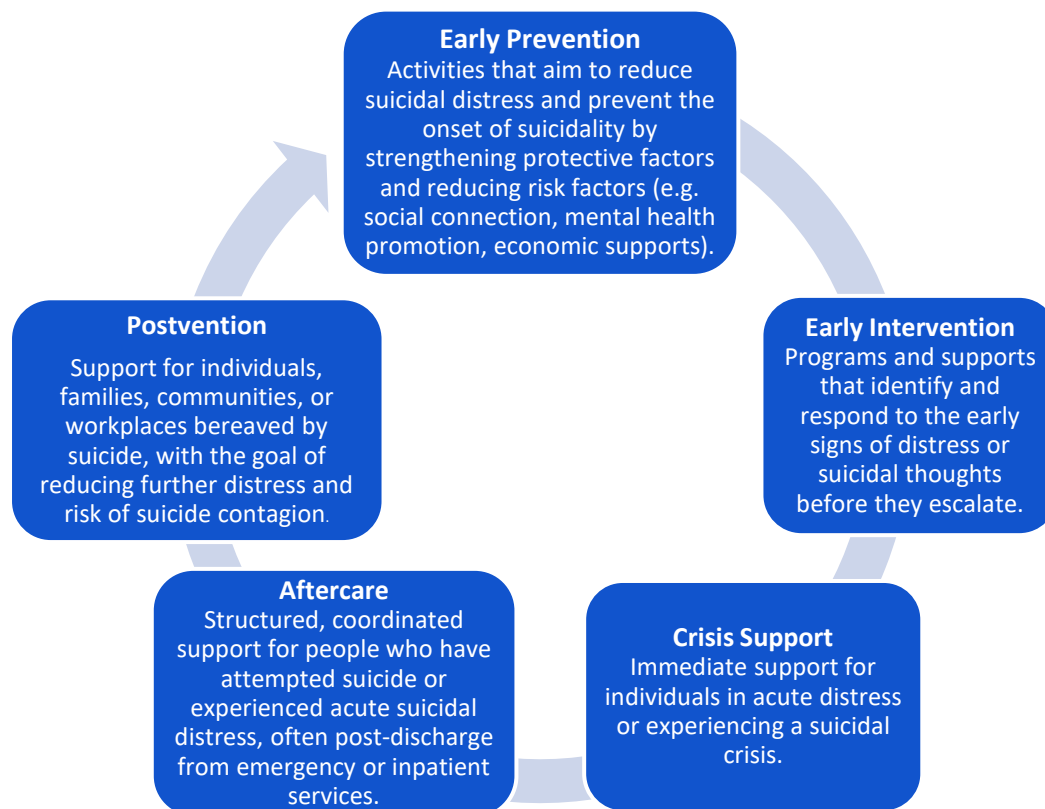 Early Prevention
Activities that aim to reduce
suicidal distress and prevent the
onset of suicidality by
strengthening protective factors
and reducing risk factors (e.g.
social connection, mental health
promotion, economic supports).
Early Intervention
Programs and supports
that identify and
respond to the early
signs of distress or
suicidal thoughts
before they escalate.
Crisis Support
Immediate support for
individuals in acute distress
or experiencing a suicidal
crisis.
Aftercare
Structured, coordinated
support for people who have
attempted suicide or
experienced acute suicidal
distress, often post-discharge
from emergency or inpatient
services.
Postvention
Support for individuals,
families, communities, or
workplaces bereaved by
suicide, with the goal of
reducing further distress and
risk of suicide contagion.